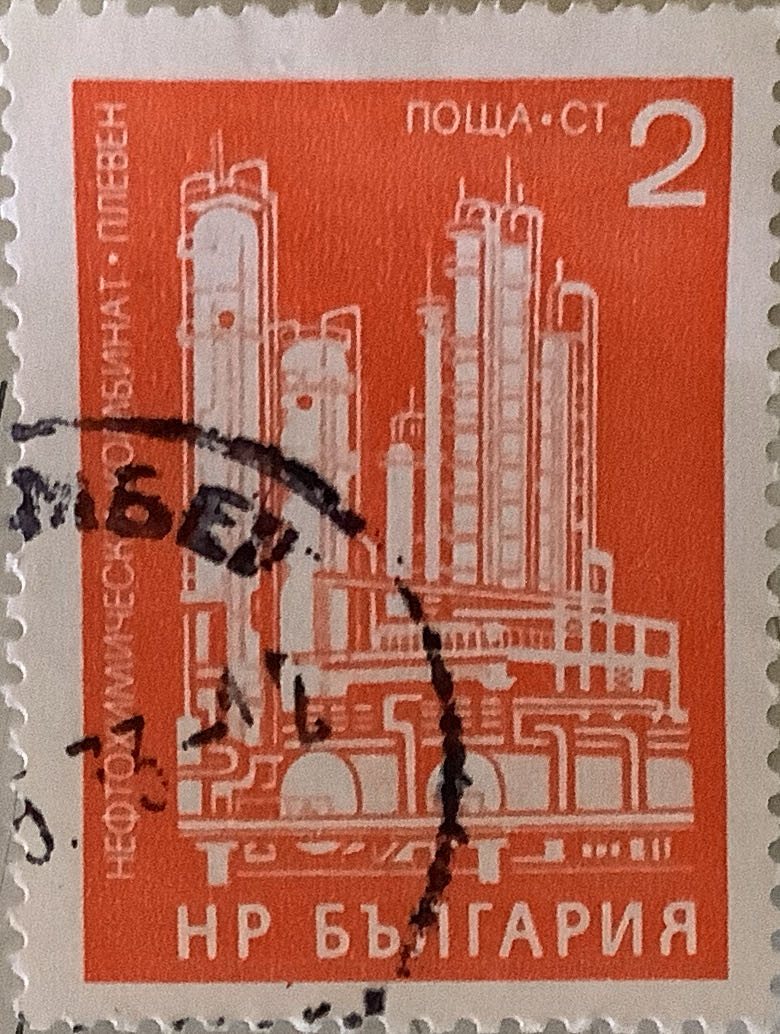 ПОЩА•СТ 2
НЕФТОХИМИЧЕСКИ КОМБИНАТ•ПЛЕВЕН
НР БЪЛГАРИЯ